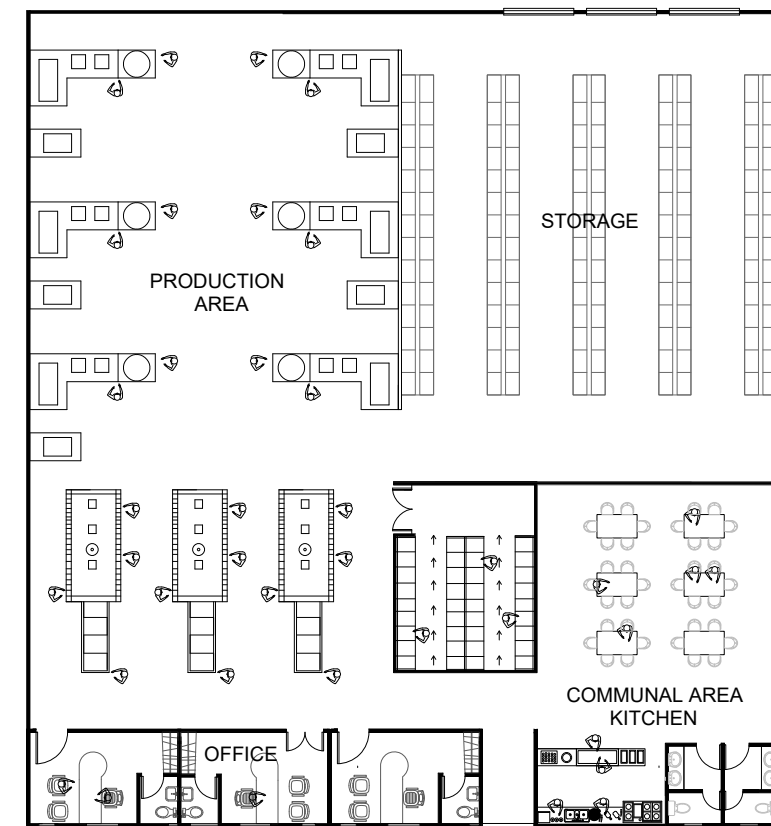 STORAGE
PRODUCTION
AREA
COMMUNAL AREA
KITCHEN
OFFICE